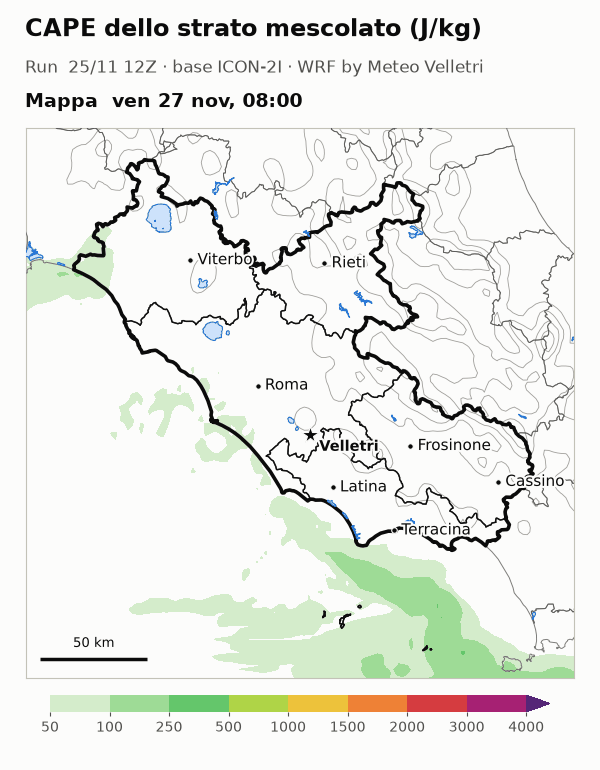 CAPE dello strato mescolato (J/kg)
Run  25/11 12Z · base ICON-2I · WRF by Meteo Velletri
Mappa  ven 27 nov, 08:00
Viterbo
Rieti
Roma
Velletri
Frosinone
Cassino
Latina
Terracina
50 km
50 100 250 500 1000 1500 2000 3000 4000